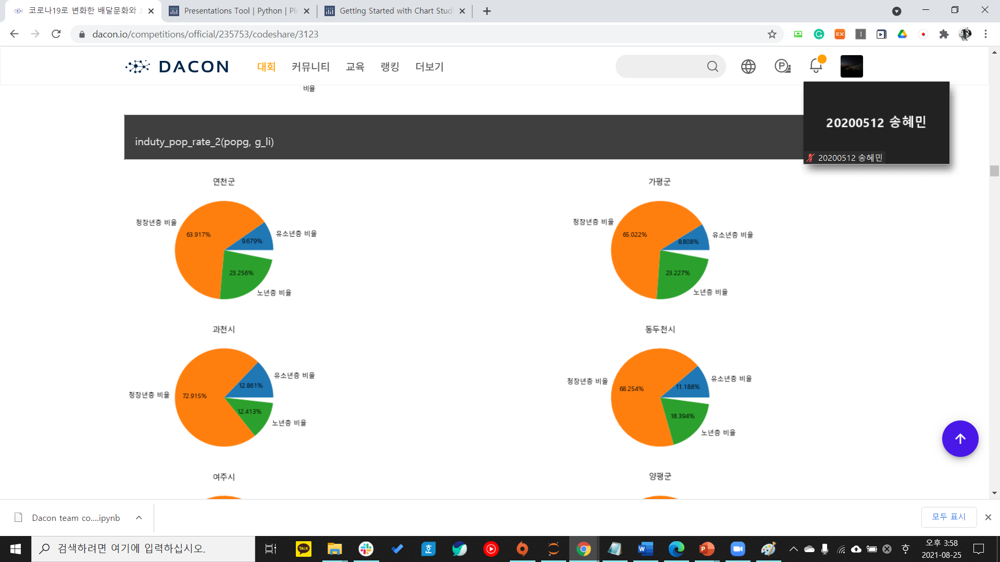 코로나19로 변화한 배달문화와
Presentations Tool | Python | Plo
Getting Started with Chart Studi
dacon.io/competitions/official/235753/codeshare/3123
DACON 대회 커뮤니티 교육 랭킹 더보기
비율
induty_pop_rate_2(popg, g_li)
20200512 송혜민
20200512 송혜민
연천군
청장년층 비율
63.917%
유소년층 비율
9.679%
23.256%
노년층 비율
가평군
청장년층 비율
65.022%
유소년층 비율
8.808%
23.227%
노년층 비율
과천시
유소년층 비율
12.861%
청장년층 비율
72.915%
12.413%
노년층 비율
동두천시
유소년층 비율
청장년층 비율
68.254%
11.188%
18.394%
노년층 비율
여주시
양평군
Dacon team co....ipynb
모두 표시
검색하려면 여기에 입력하십시오.
오후 3:58
2021-08-25